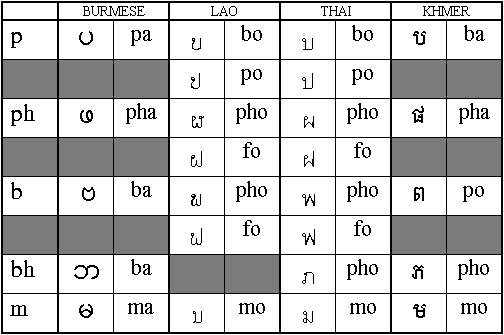 BURMESE LAO THAI KHMER
p ပ pa ບ bo บ bo ប ba
ປ po ป po
ph ဖ pha ຜ pho ผ pho ផ pha
ຝ fo ฝ fo
b ဗ ba ພ pho พ pho ព po
ຟ fo ฟ fo
bh ဘ ba ภ pho ភ pho
m မ ma ມ mo ม mo ម mo